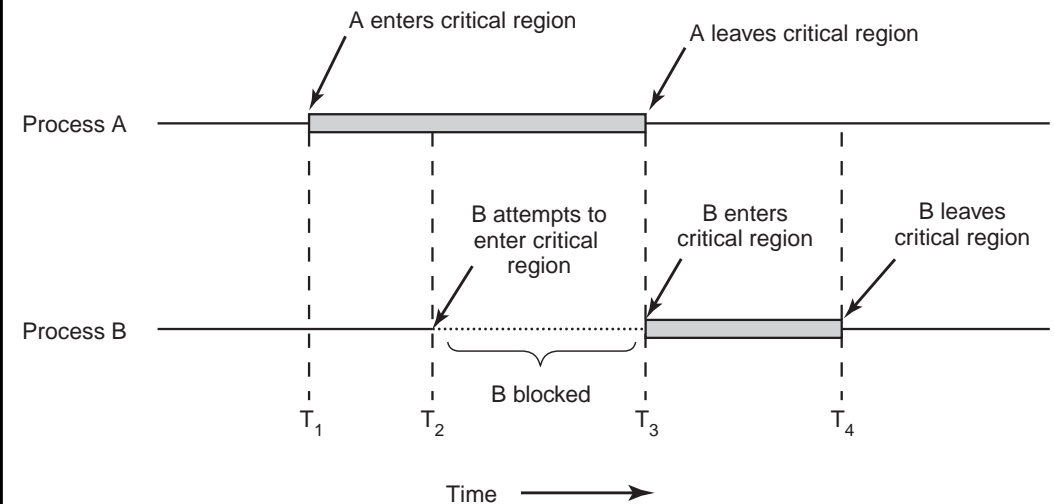 A enters critical region
A leaves critical region
Process A
B attempts to
enter critical
region
B enters
critical region
B leaves
critical region
Process B
B blocked
T1
T2
T3
T4
Time